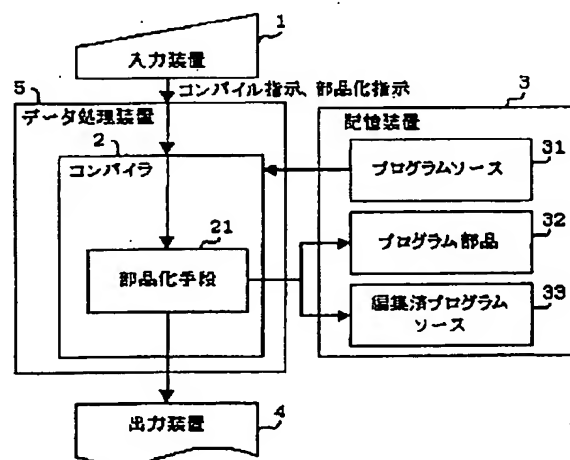 1
入力装置
コンパイル指示、部品化指示
5
データ処理装置
2
コンパイラ
21
部品化手段
3
記憶装置
31
プログラムソース
32
プログラム部品
33
編集済プログラム
ソース
出力装置
4